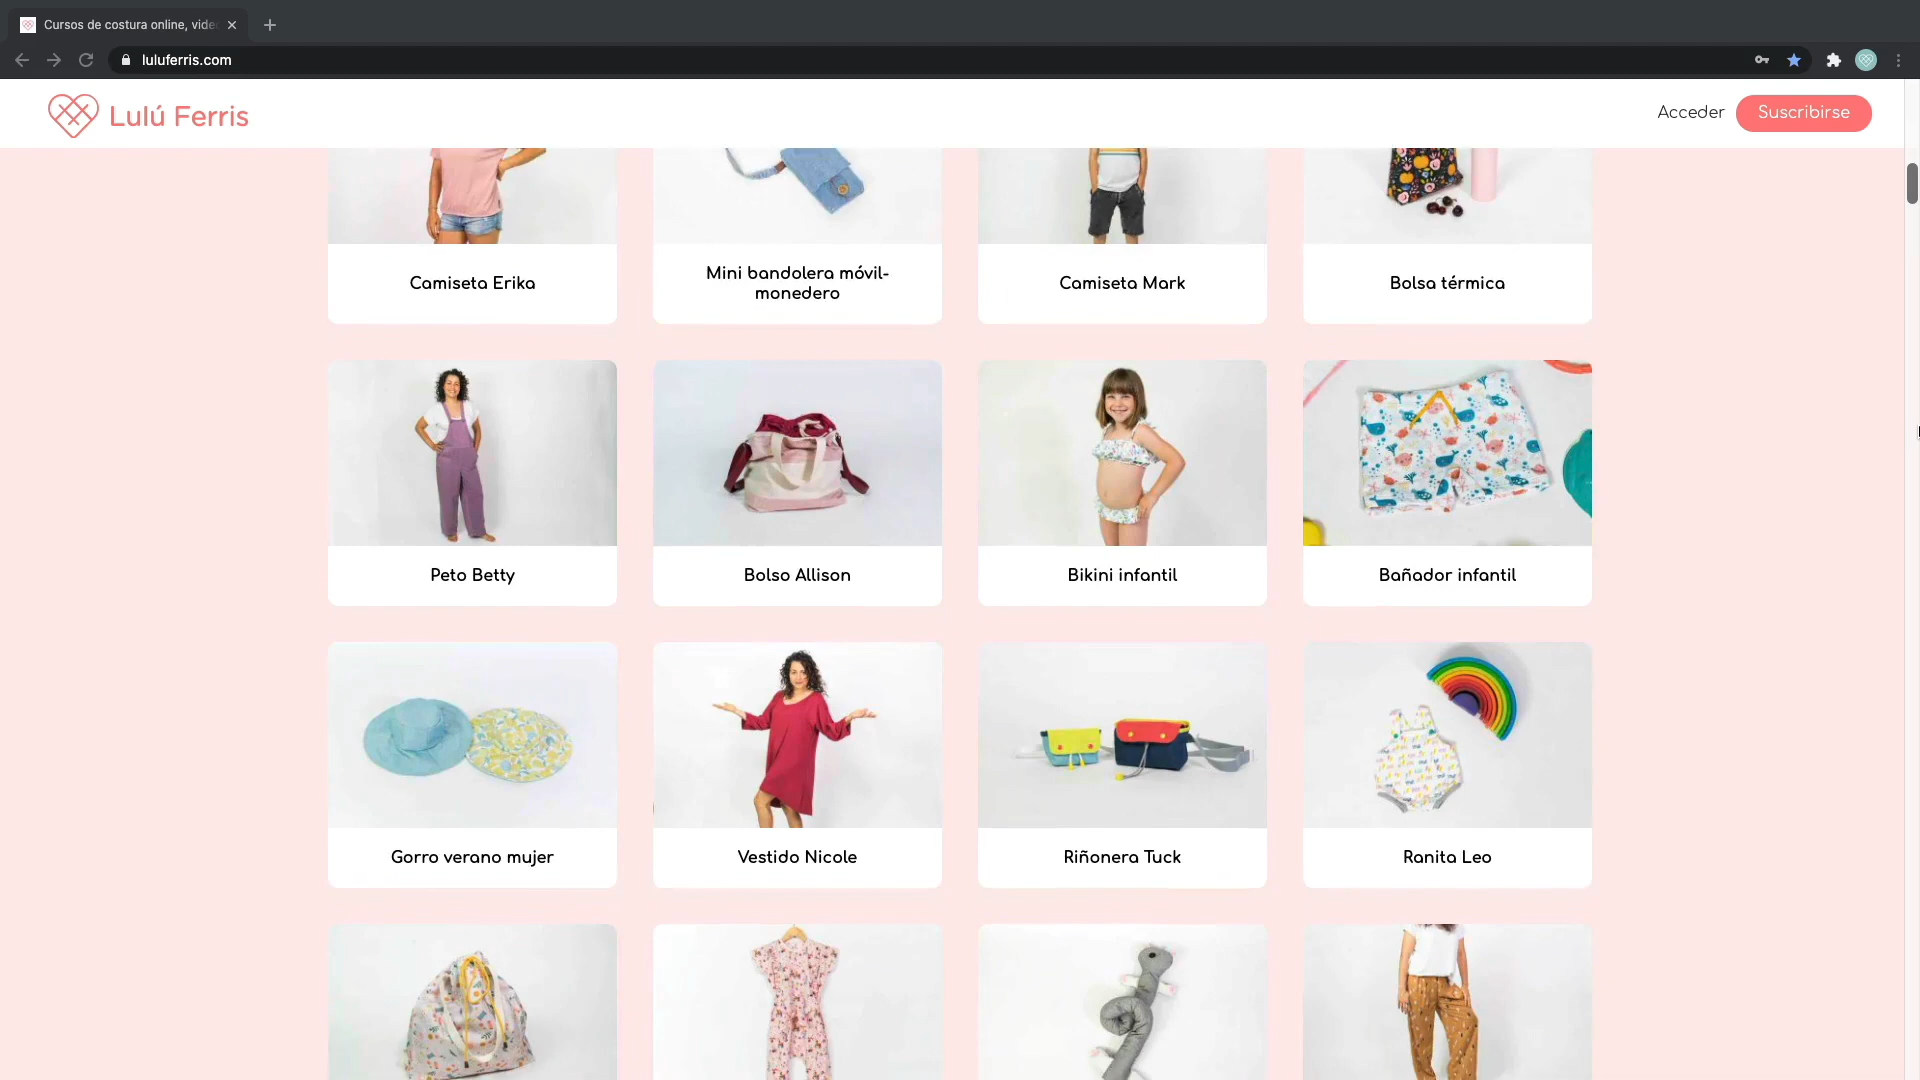 Cursos de costura online, vide
luluferris.com
Lulú Ferris
Acceder
Suscribirse
Camiseta Erika
Mini bandolera móvil-
monedero
Camiseta Mark
Bolsa térmica
Peto Betty
Bolso Allison
Bikini infantil
Bañador infantil
Gorro verano mujer
Vestido Nicole
Riñonera Tuck
Ranita Leo